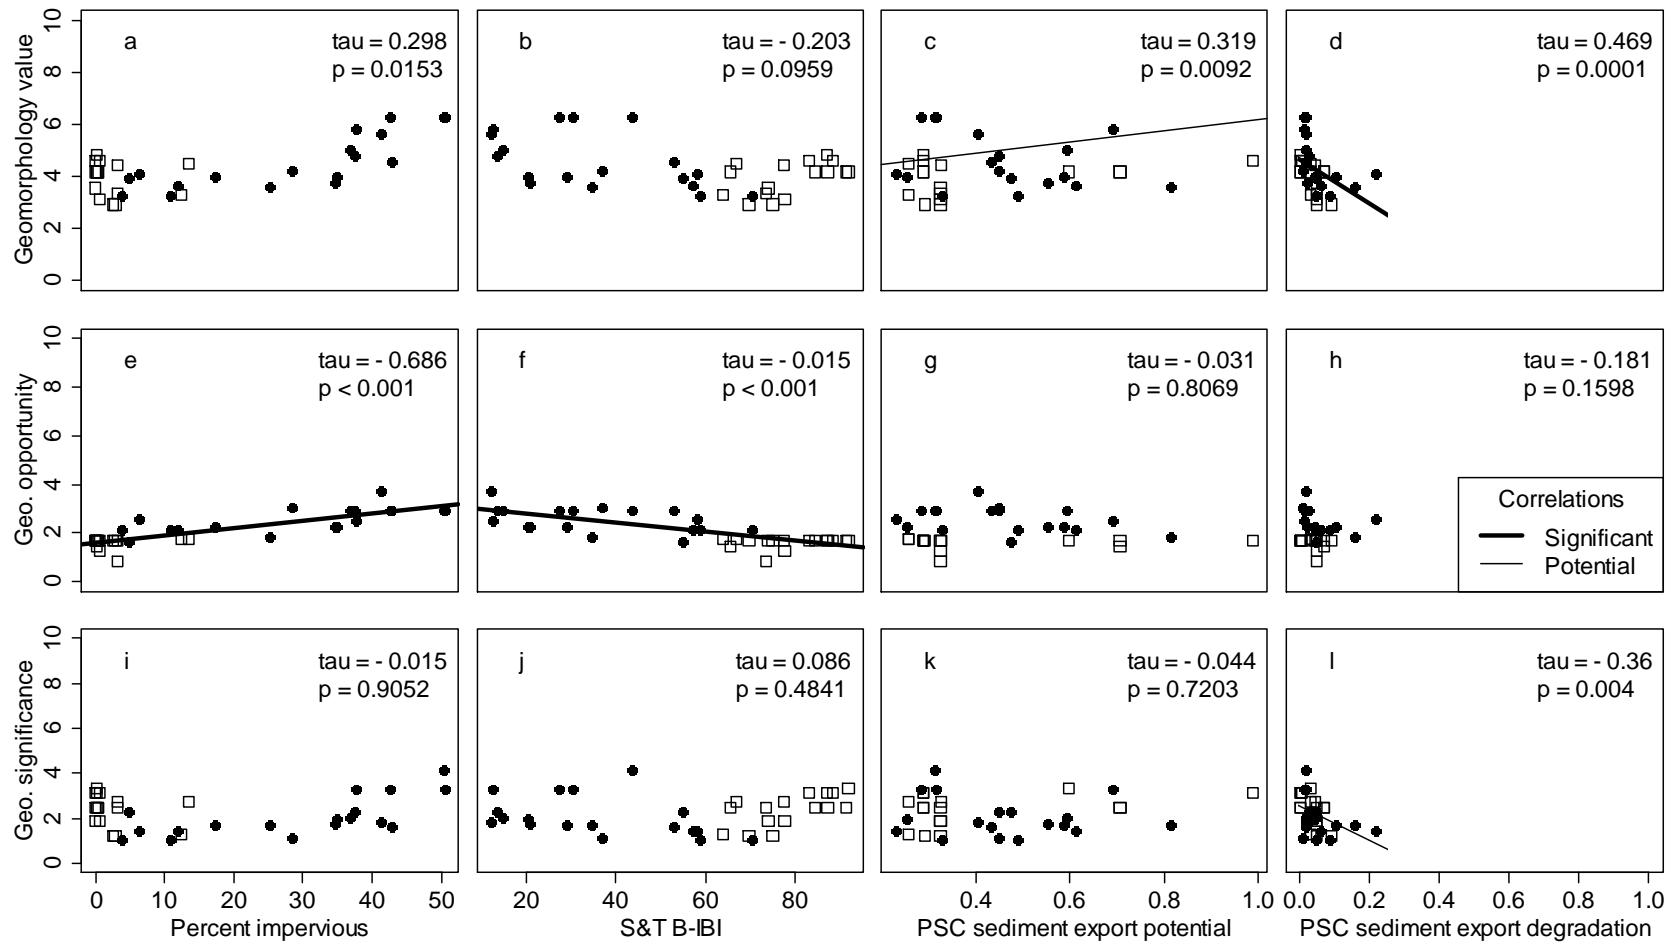 Geomorphology value
0 2 4 6 8 10
a
tau = 0.298
p = 0.0153
b
tau = - 0.203
p = 0.0959
c
tau = 0.319
p = 0.0092
d
tau = 0.469
p = 0.0001
Geo. opportunity
0 2 4 6 8 10
e
tau = - 0.686
p < 0.001
f
tau = - 0.015
p < 0.001
g
tau = - 0.031
p = 0.8069
h
tau = - 0.181
p = 0.1598
Correlations
Significant
Potential
Geo. significance
0 2 4 6 8 10
i
tau = - 0.015
p = 0.9052
j
tau = 0.086
p = 0.4841
k
tau = - 0.044
p = 0.7203
l
tau = - 0.36
p = 0.004
0 10 20 30 40 50
Percent impervious
20 40 60 80
S&T B-IBI
0.4 0.6 0.8 1.0
PSC sediment export potential
0.0 0.2 0.4 0.6 0.8 1.0
PSC sediment export degradation